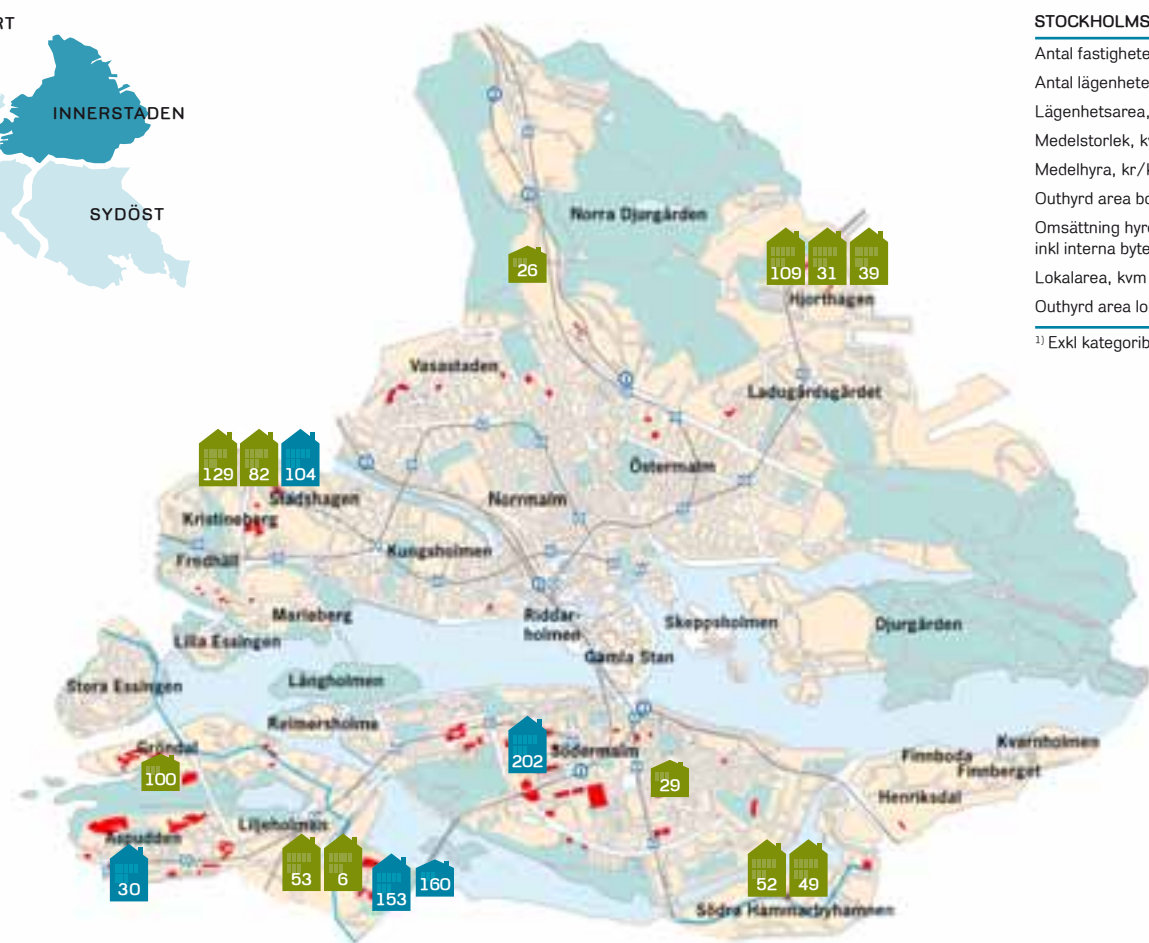 RT
INNERSTADEN
SYDÖST
STOCKHOLMS
Antal fastighete
Antal lägenhete
Lägenhetsarea,
Medelstorlek, kv
Medelhyra, kr/k
Outhyrd area bo
Omsättning hyre
inkl interna byte
Lokalarea, kvm
Outhyrd area lo
1) Exkl kategorib
Norra Djurgården
26
109 31 39
Hjorthagen
Vasastaden
Ladugårdsgärdet
129 82 104
Östermalm
Stadshagen
Norrmalm
Kristineberg
Kungsholmen
Fredhäll
Marieberg
Riddar-
holmen
Skeppsholmen
Djurgården
Lilla Essingen
Gamla Stan
Långholmen
Stora Essingen
Reimersholme
Gröndal
202
Södermalm
Kvarnholmen
Finnboda
Finnberget
100
29
Henriksdal
Liljeholmen
Aspudden
30
53 6
153 160
52 49
Södra Hammarbyhamnen